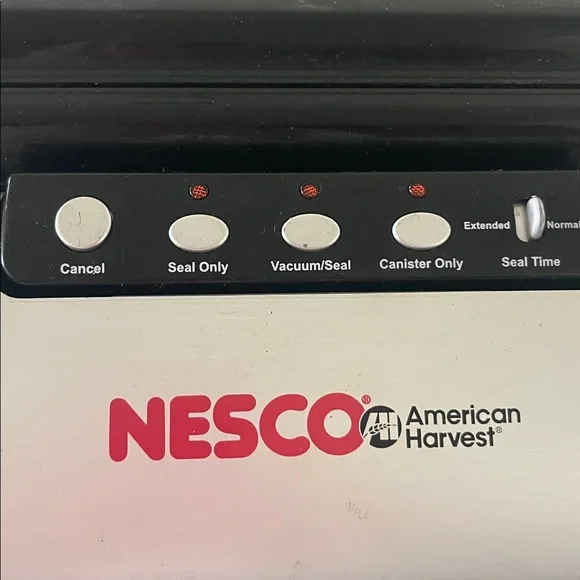 Extended Normal
Cancel Seal Only Vacuum/Seal Canister Only Seal Time
NESCO® American
Harvest®